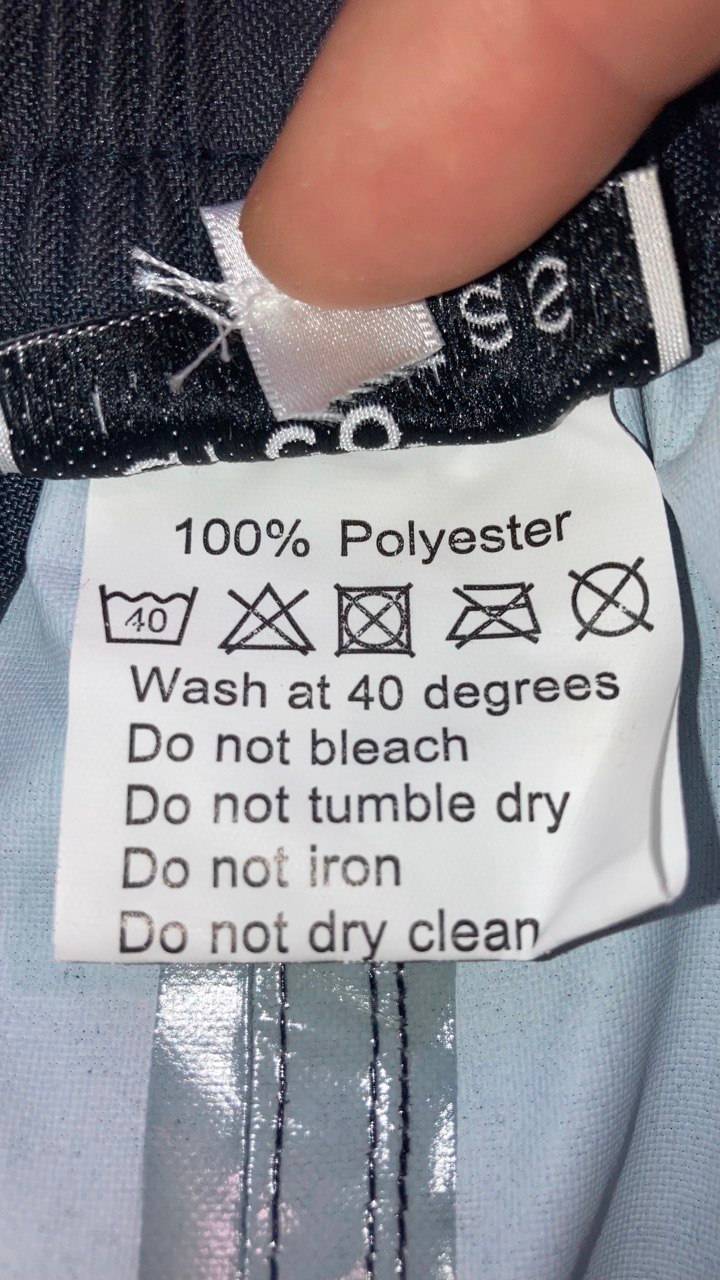 100% Polyester
40
Wash at 40 degrees
Do not bleach
Do not tumble dry
Do not iron
Do not dry clean